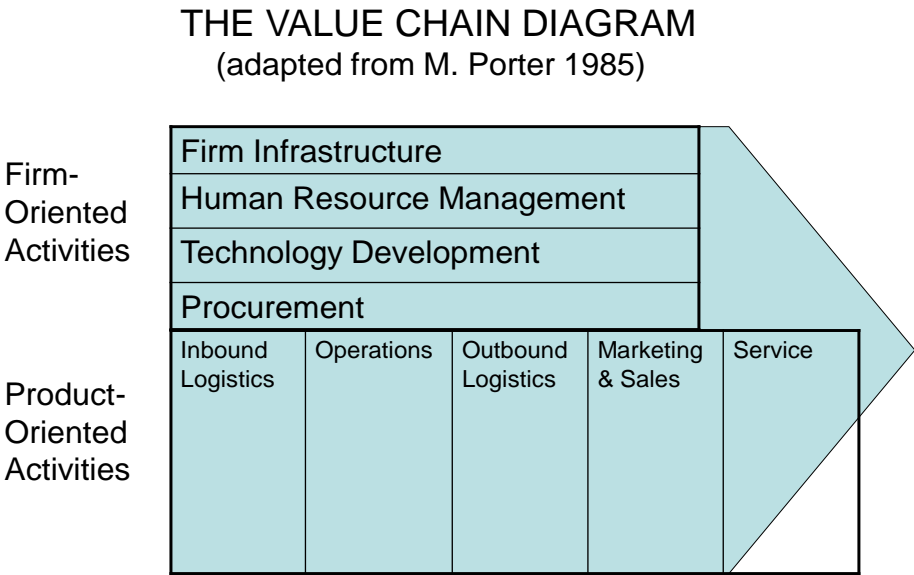 THE VALUE CHAIN DIAGRAM
(adapted from M. Porter 1985)
Firm-
Oriented
Activities
Firm Infrastructure
Human Resource Management
Technology Development
Procurement
Product-
Oriented
Activities
Inbound
Logistics
Operations
Outbound
Logistics
Marketing
& Sales
Service